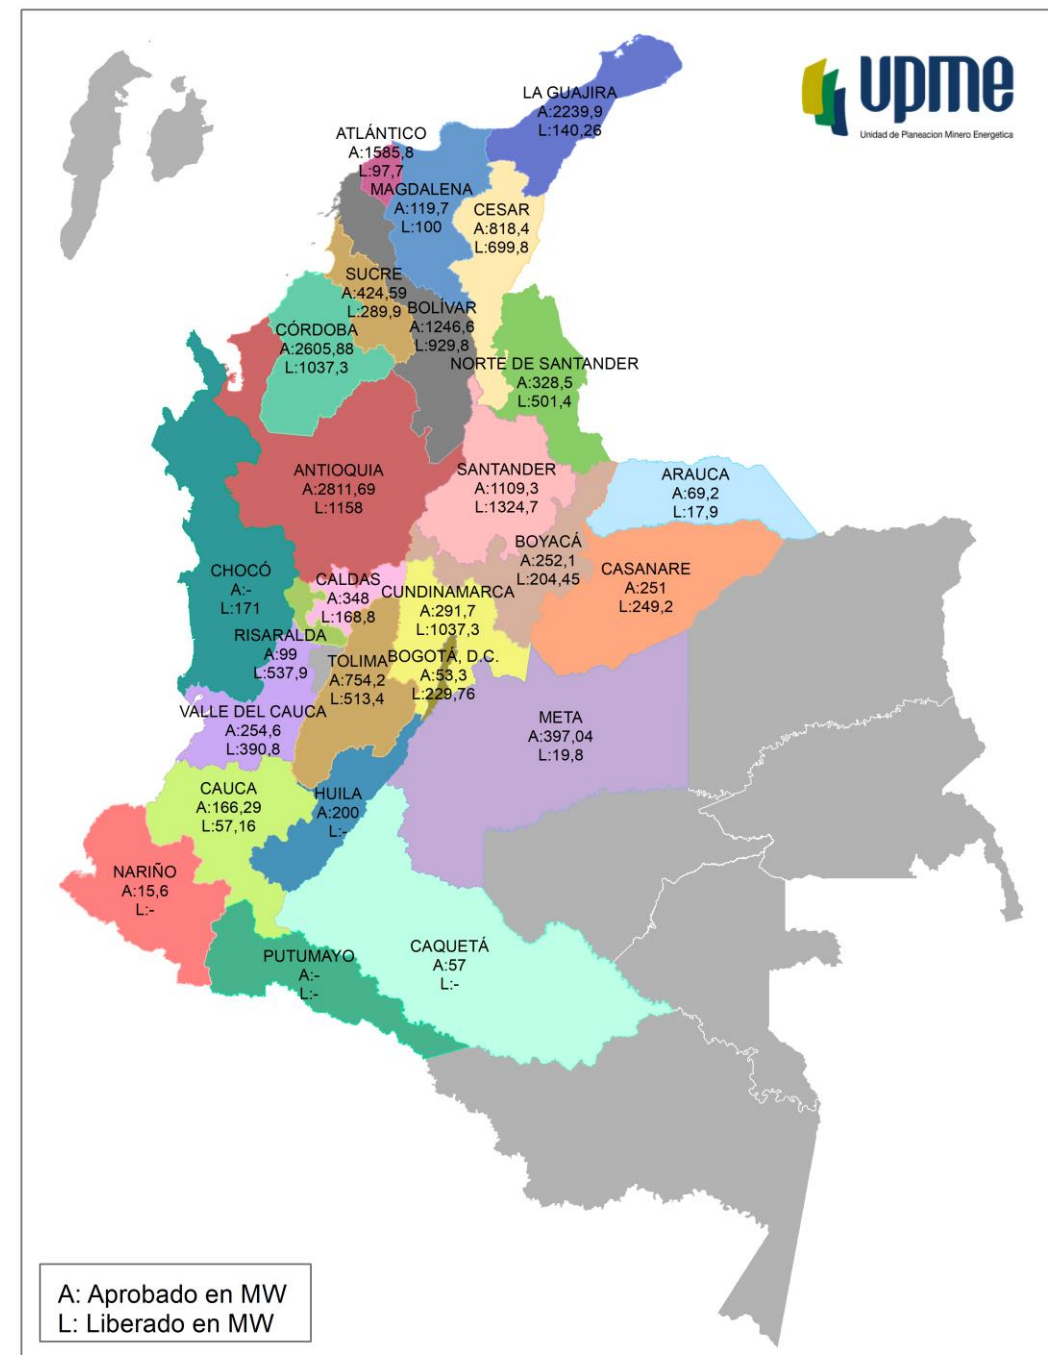 upme
Unidad de Planeacion Minero Energetica
LA GUAJIRA
A:2239,9
L:140,26
ATLÁNTICO
A:1585,8
L:97,7
MAGDALENA
A:119,7
L:100
CESAR
A:818,4
L:699,8
SUCRE
A:424,59
L:289,9
BOLÍVAR
A:1246,6
L:929,8
CÓRDOBA
A:2605,88
L:1037,3
NORTE DE SANTANDER
A:328,5
L:501,4
ANTIOQUIA
A:2811,69
L:1158
SANTANDER
A:1109,3
L:1324,7
ARAUCA
A:69,2
L:17,9
BOYACÁ
A:252,1
L:204,45
CASANARE
A:251
L:249,2
CHOCÓ
A:-
L:171
CALDAS
A:348
L:168,8
CUNDINAMARCA
A:291,7
L:1037,3
RISARALDA
A:99
L:537,9
TOLIMA
A:754,2
L:513,4
BOGOTÁ, D.C.
A:53,3
L:229,76
VALLE DEL CAUCA
A:254,6
L:390,8
META
A:397,04
L:19,8
CAUCA
A:166,29
L:57,16
HUILA
A:200
L:-
NARIÑO
A:15,6
L:-
CAQUETÁ
A:57
L:-
PUTUMAYO
A:-
L:-
A: Aprobado en MW
L: Liberado en MW